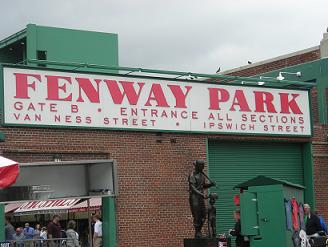 FENWAY PARK
GATE B • ENTRANCE ALL SECTIONS
VAN NESS STREET • IPSWICH STREET